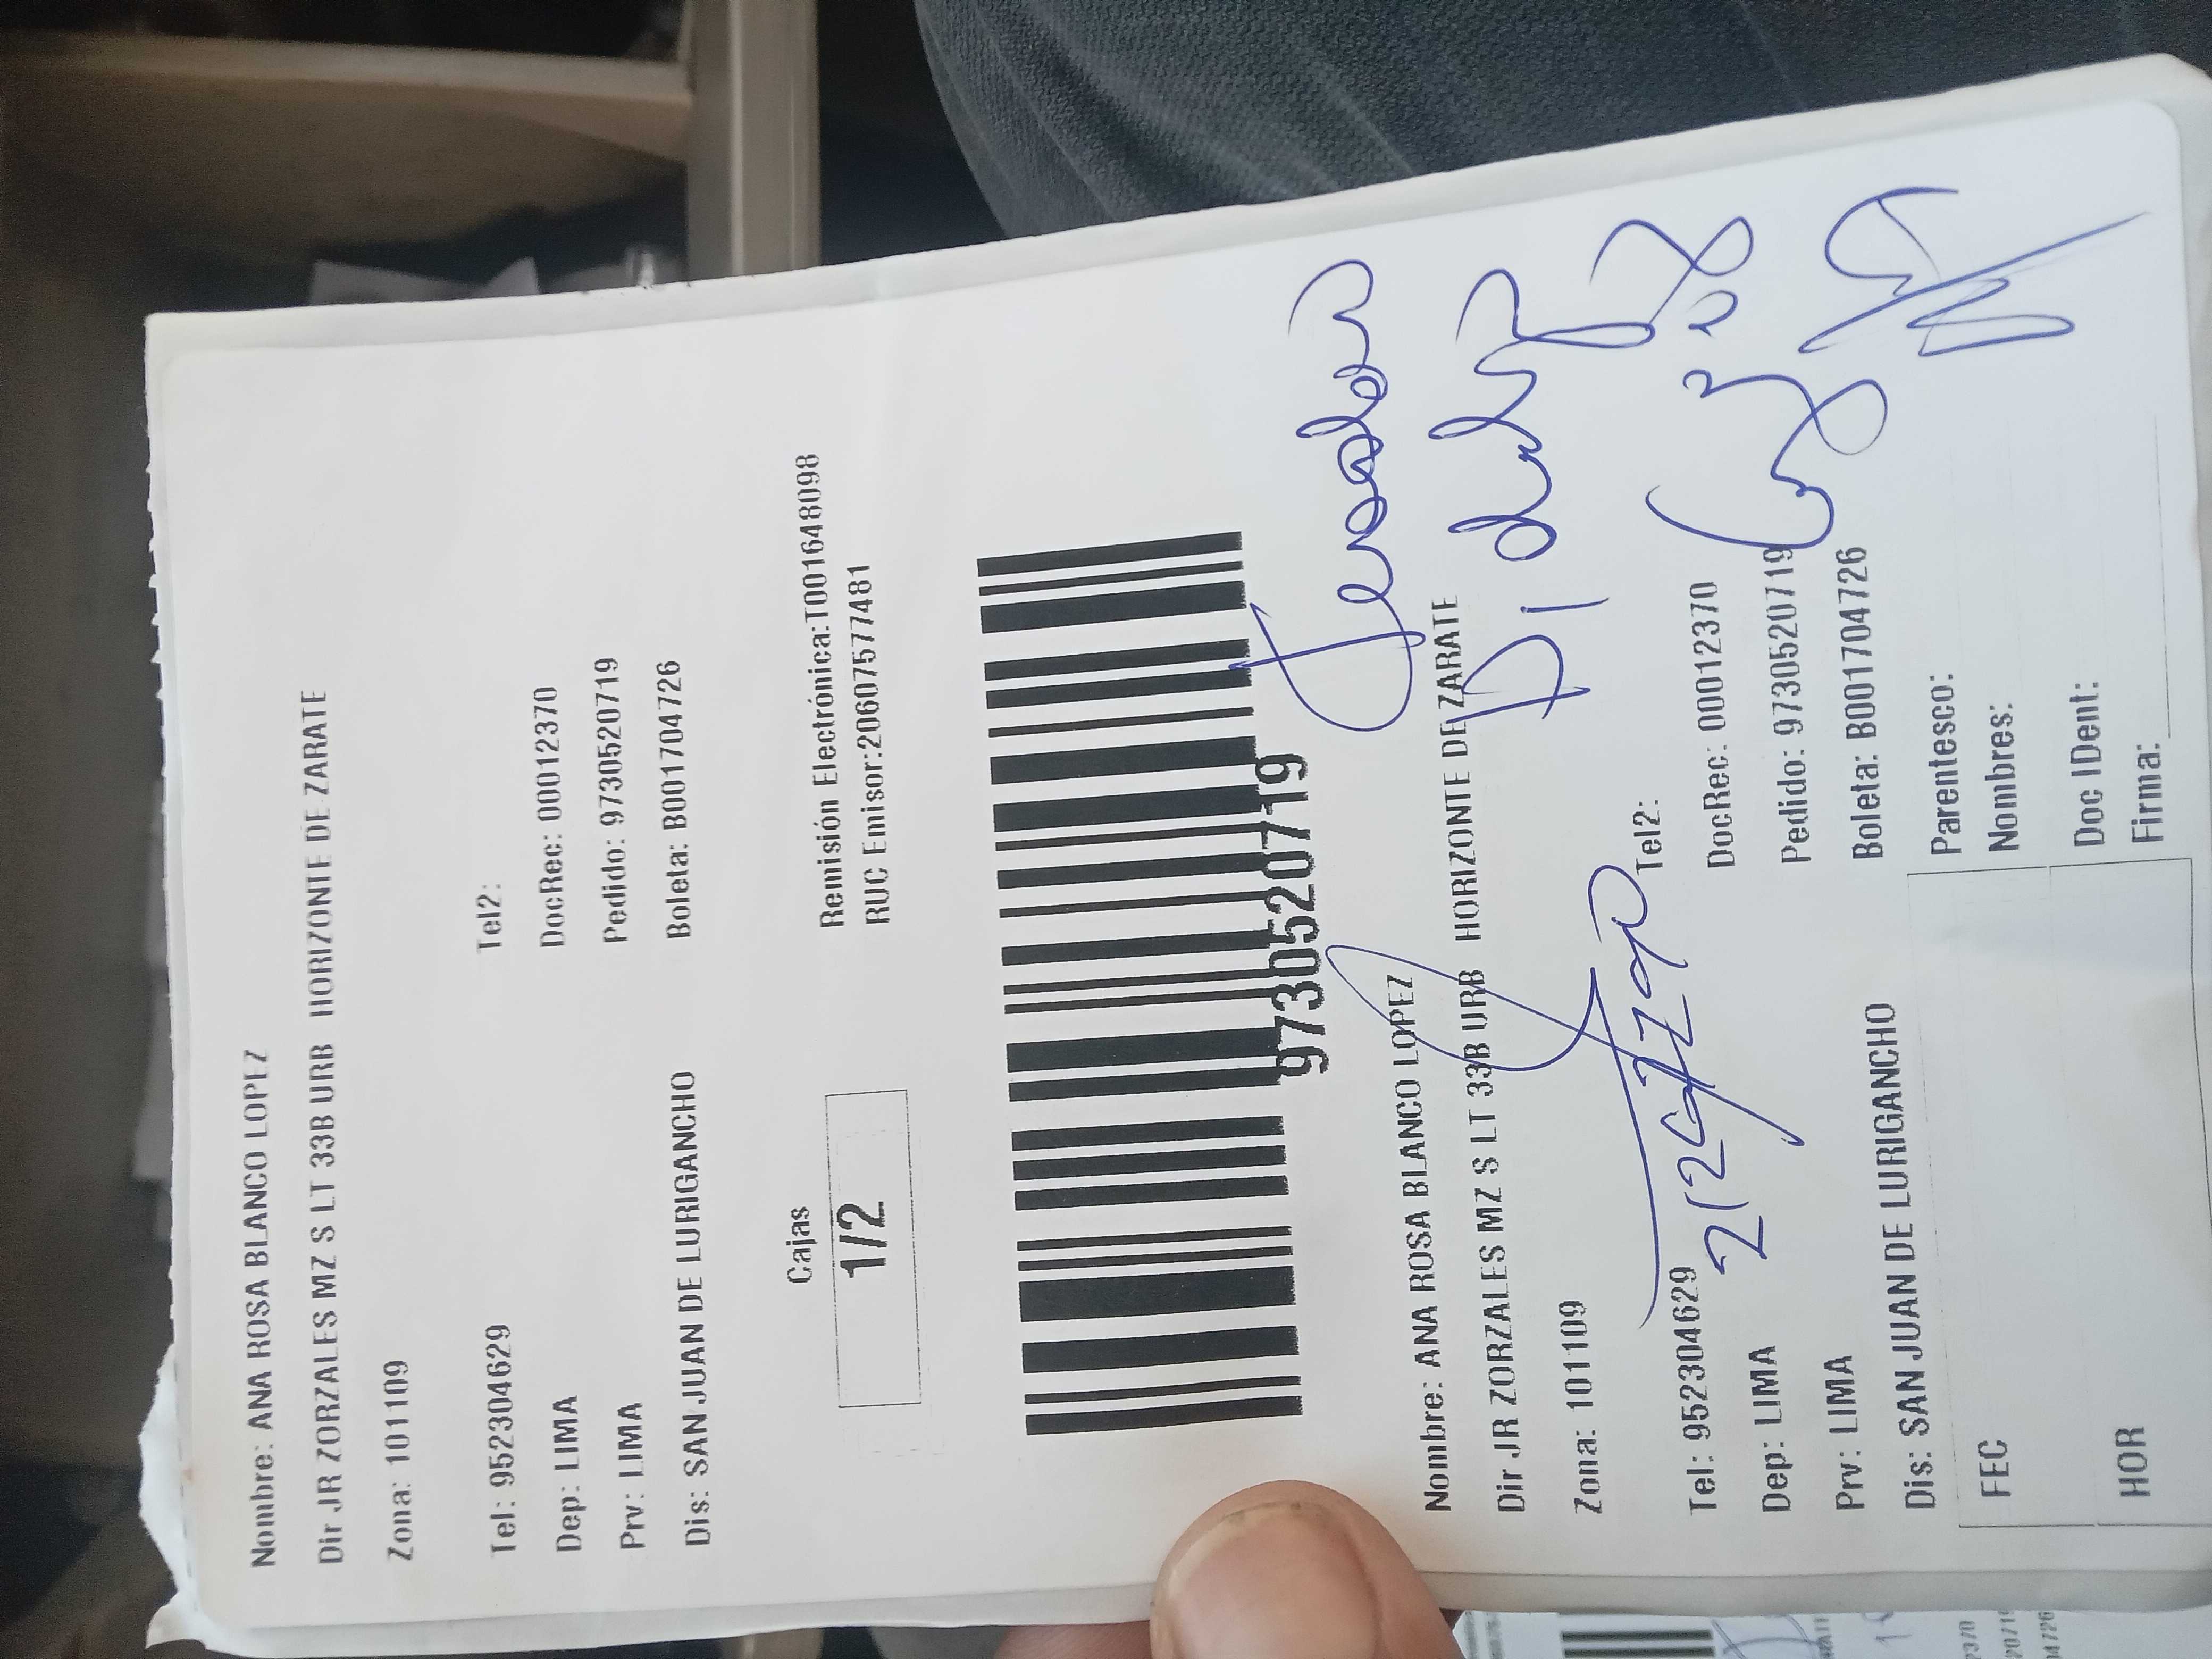 Nombre: ANA ROSA BLANCO LOPEZ
Dir JR ZORZALES MZ S LT 33B URB HORIZONTE DE ZARATE
Zona: 101109
Tel: 952304629 Tel2:
Dep: LIMA DocRec: 00012370
Prv: LIMA Pedido: 9730520719
Dis: SAN JUAN DE LURIGANCHO Boleta: B001704726
Cajas
1/2
Remisión Electrónica:T001648098
RUC Emisor:20607577481
9730520719
Nombre: ANA ROSA BLANCO LOPEZ
Dir JR ZORZALES MZ S LT 33B URB HORIZONTE DE ZARATE
Zona: 101109
Tel: 952304629 Tel2:
Dep: LIMA DocRec: 00012370
Prv: LIMA Pedido: 9730520719
Dis: SAN JUAN DE LURIGANCHO Boleta: B001704726
FEC
HOR
Parentesco:
Nombres:
Doc IDent:
Firma:
2370
20719
04726